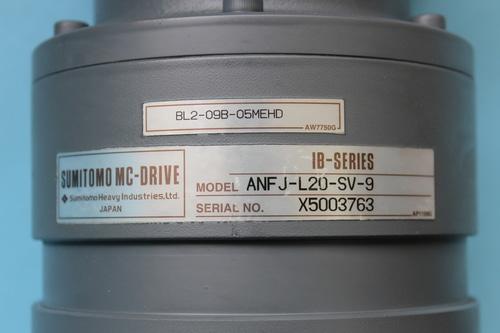 BL2-09B-05MEHD
AW7750G
IB-SERIES
SUMITOMO MC-DRIVE
MODEL ANFJ-L20-SV-9
Sumitomo Heavy Industries, Ltd.
SERIAL NO. X5003763
JAPAN